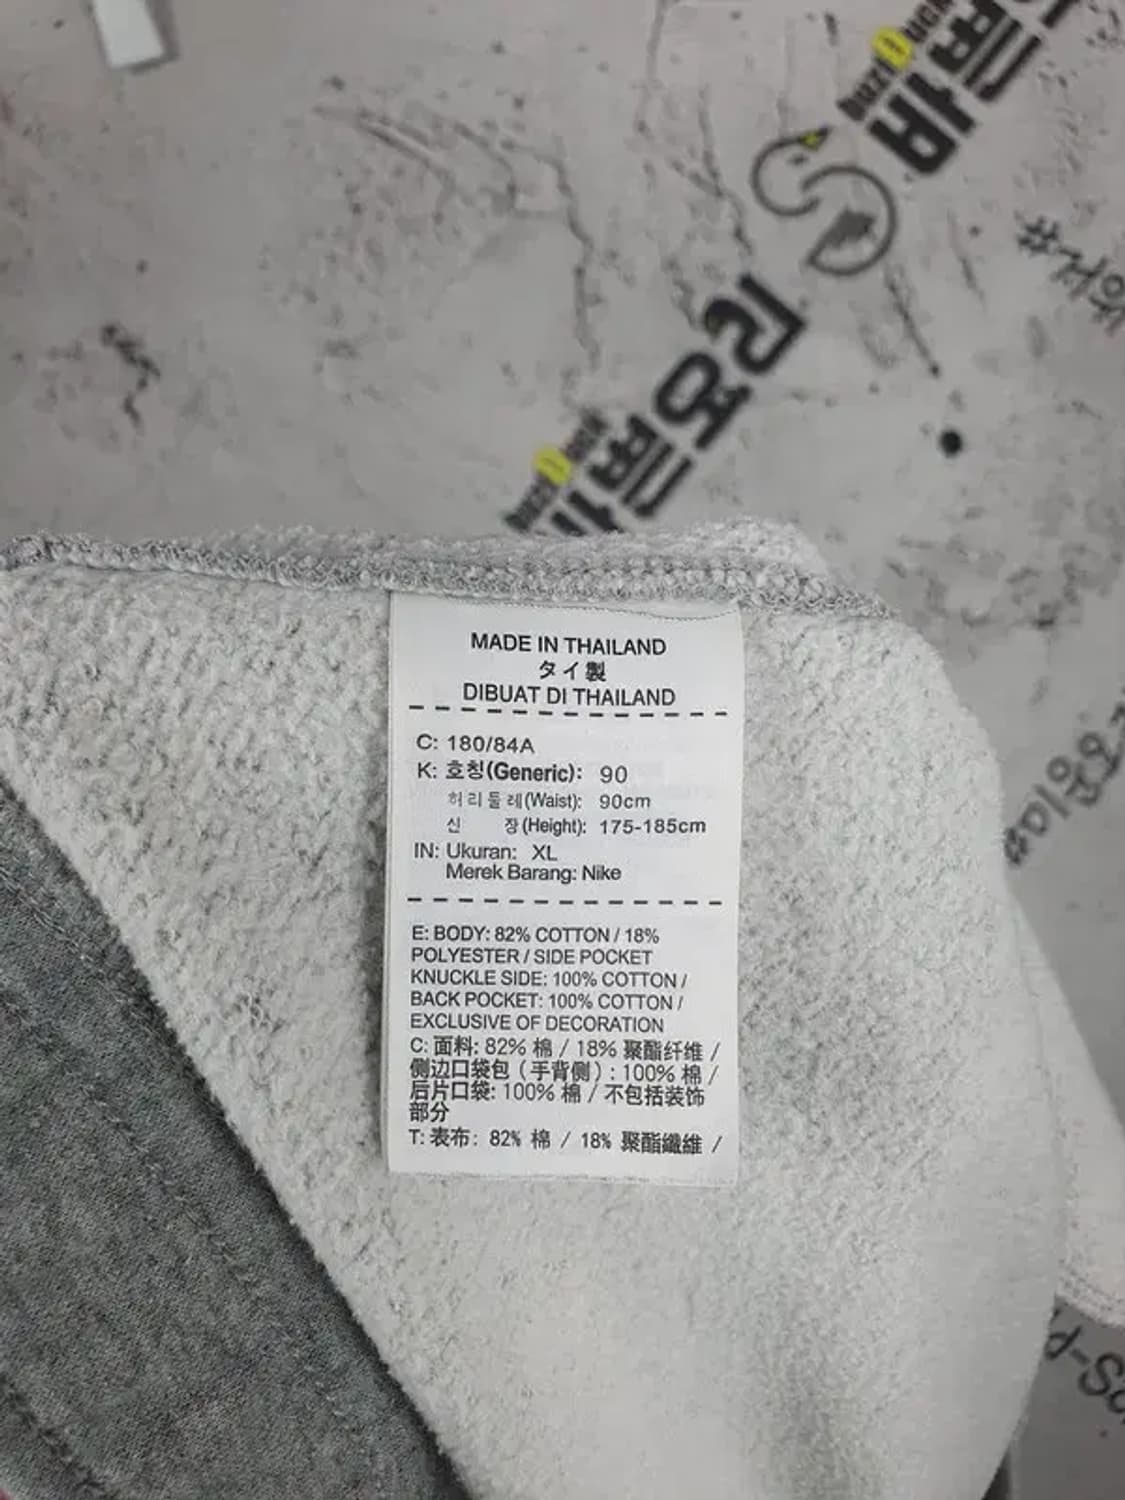 MADE IN THAILAND
タイ製
DIBUAT DI THAILAND
C: 180/84A
K: 호칭(Generic): 90
허리둘레(Waist): 90cm
신 장(Height): 175-185cm
IN: Ukuran: XL
Merek Barang: Nike
E: BODY: 82% COTTON / 18%
POLYESTER / SIDE POCKET
KNUCKLE SIDE: 100% COTTON /
BACK POCKET: 100% COTTON /
EXCLUSIVE OF DECORATION
C: 面料: 82% 棉 / 18% 聚酯纤维 /
侧边口袋包（手背侧）: 100% 棉 /
后片口袋: 100% 棉 / 不包括装饰
部分
T: 表布: 82% 棉 / 18% 聚酯纖維 /